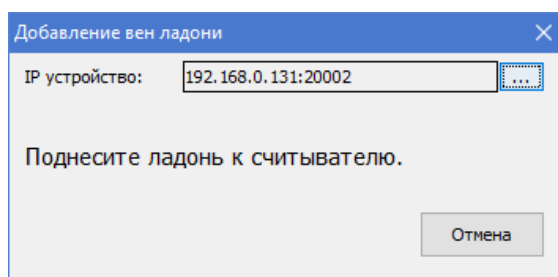 Добавление вен ладони
IP устройство: 192.168.0.131:20002 ...
Поднесите ладонь к считывателю.
Отмена